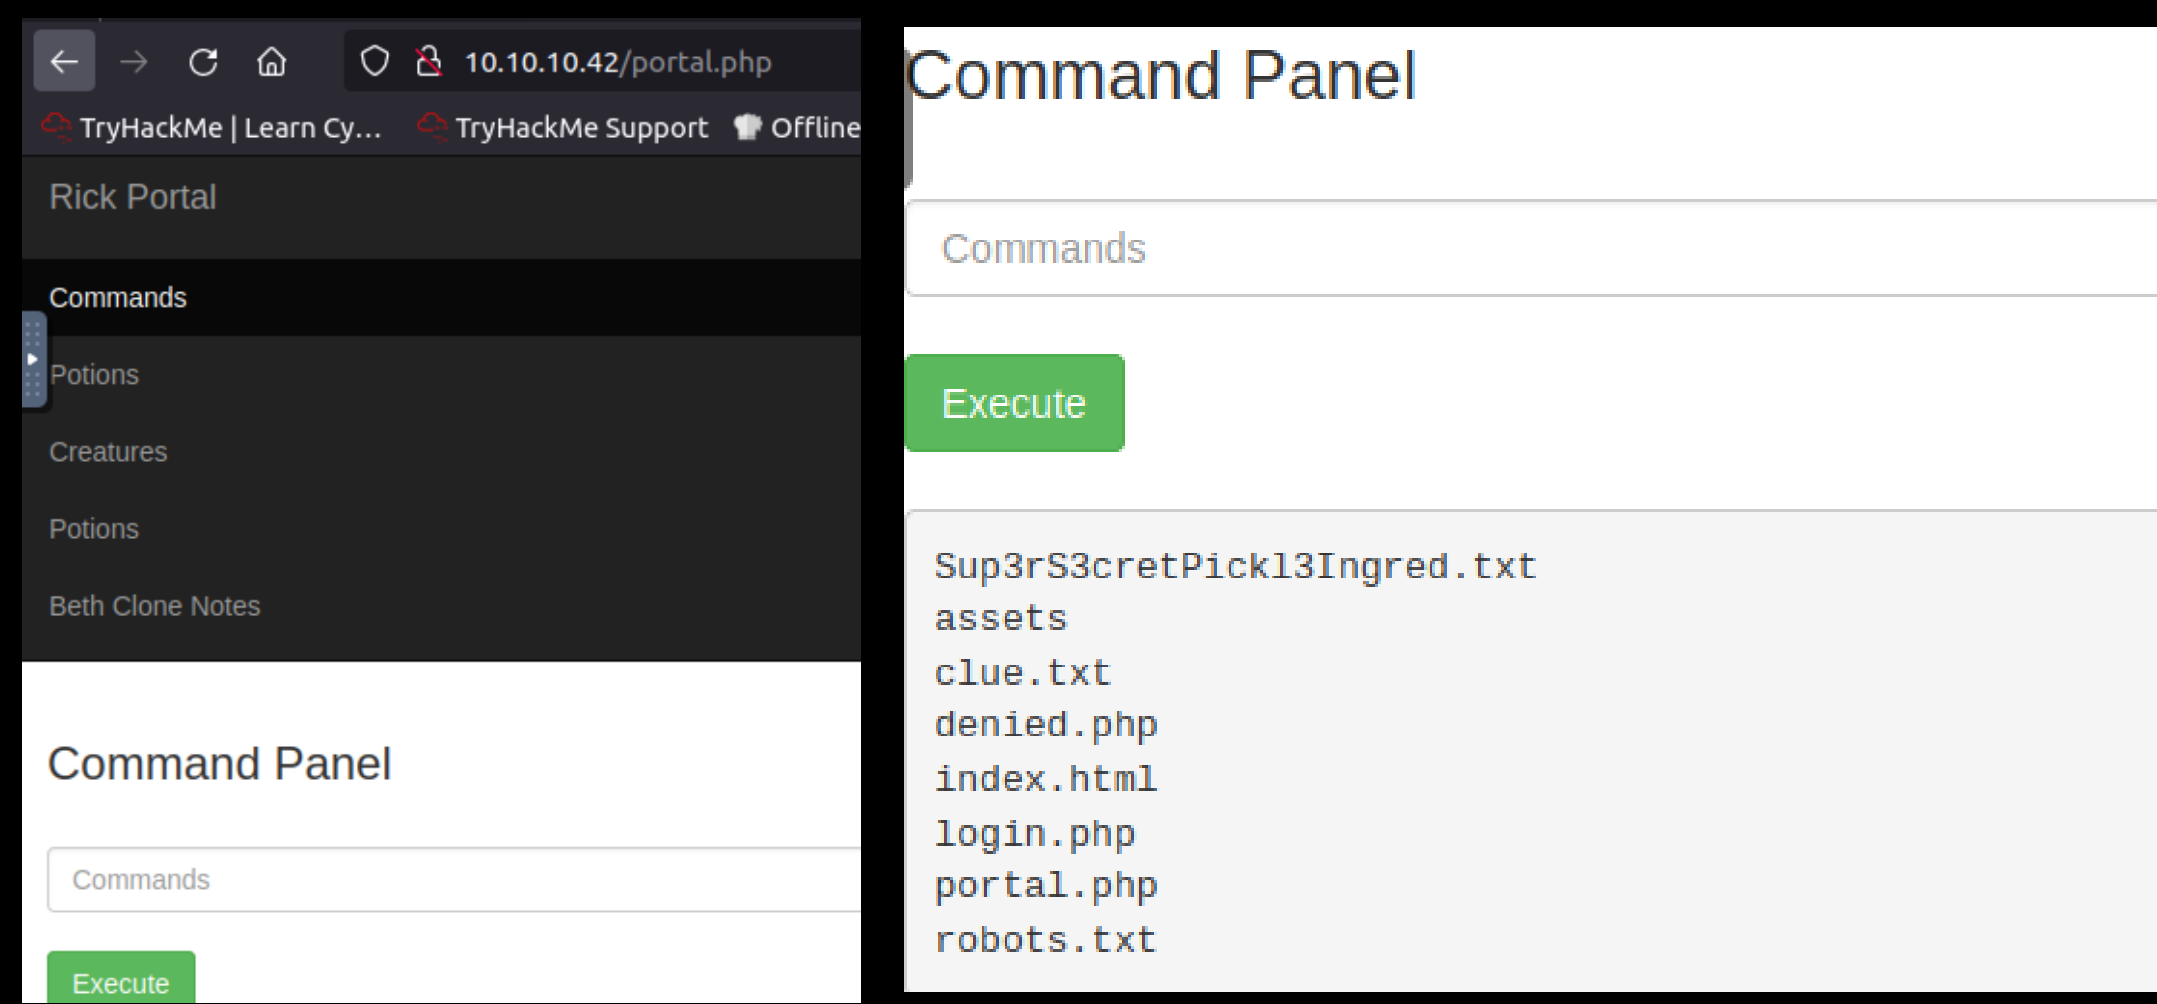 10.10.10.42/portal.php
TryHackMe | Learn Cy...
TryHackMe Support
Offline
Rick Portal
Commands
Potions
Creatures
Potions
Beth Clone Notes
Command Panel
Commands
Execute
Command Panel
Commands
Execute
Sup3rS3cretPickl3Ingred.txt
assets
clue.txt
denied.php
index.html
login.php
portal.php
robots.txt